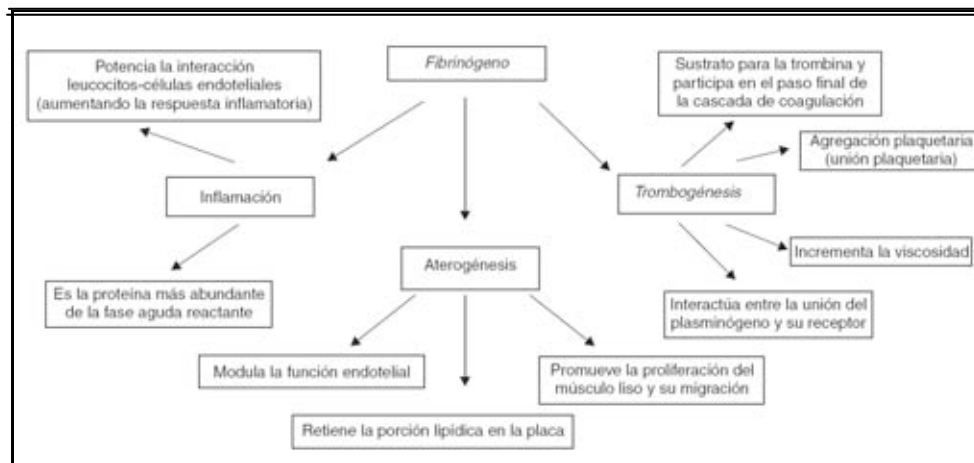 Fibrinógeno
Potencia la interacción
leucocitos-células endoteliales
(aumentando la respuesta inflamatoria)
Sustrato para la trombina y
participa en el paso final de
la cascada de coagulación
Agregación plaquetaria
(unión plaquetaria)
Inflamación
Trombogénesis
Incrementa la viscosidad
Aterogénesis
Es la proteína más abundante
de la fase aguda reactante
Interactúa entre la unión del
plasminógeno y su receptor
Modula la función endotelial
Promueve la proliferación del
músculo liso y su migración
Retiene la porción lipídica en la placa